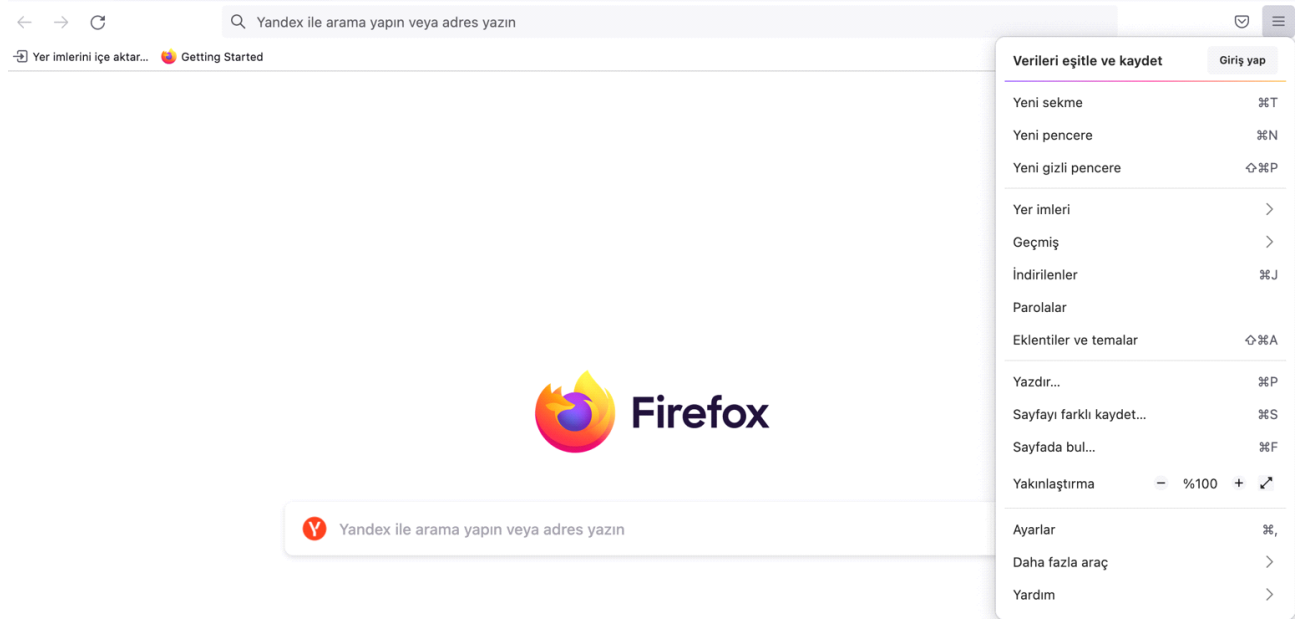 Yandex ile arama yapın veya adres yazın
Yer imlerini içe aktar...
Getting Started
Verileri eşitle ve kaydet
Giriş yap
Yeni sekme ⌘T
Yeni pencere ⌘N
Yeni gizli pencere ⇧⌘P
Yer imleri
Geçmiş
İndirilenler ⌘J
Parolalar
Eklentiler ve temalar ⇧⌘A
Yazdır... ⌘P
Sayfayı farklı kaydet... ⌘S
Sayfada bul... ⌘F
Yakınlaştırma − %100 +
Ayarlar ⌘,
Daha fazla araç
Yardım
Firefox
Y Yandex ile arama yapın veya adres yazın